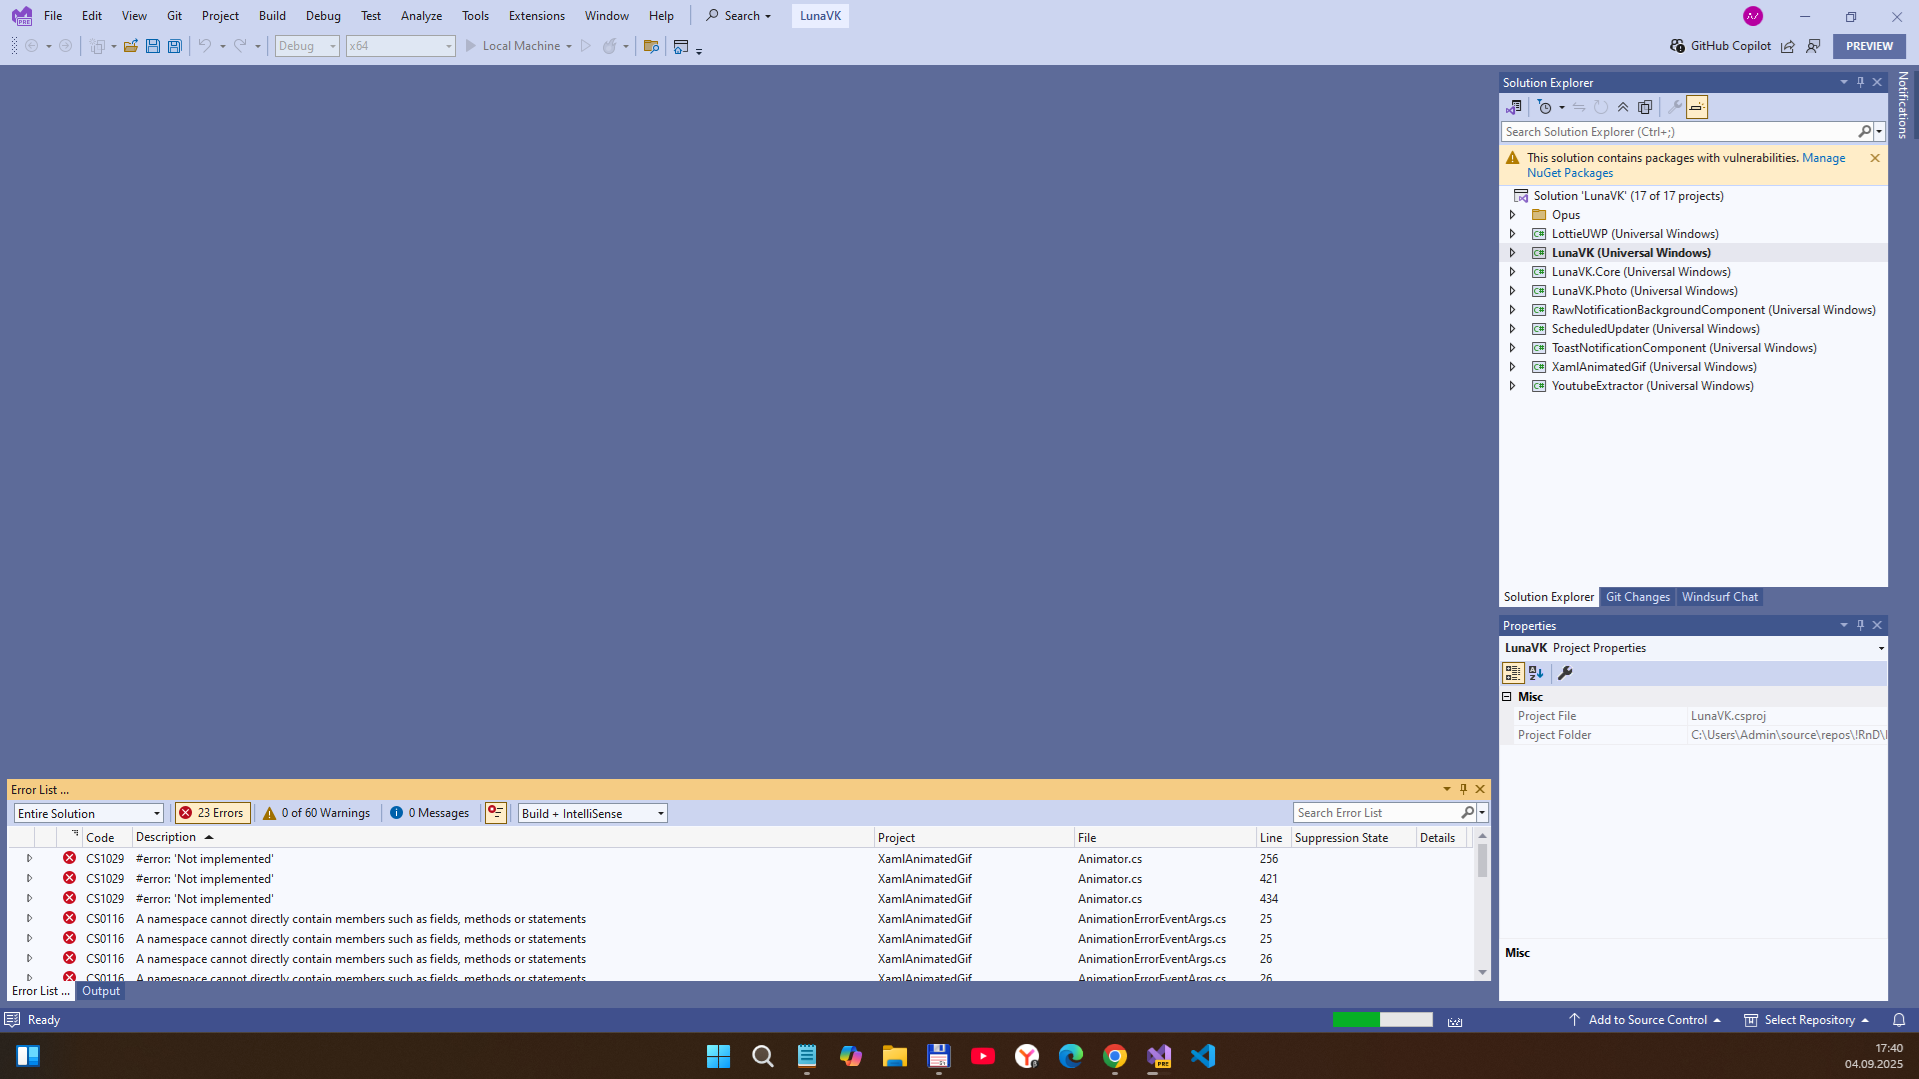 File Edit View Git Project Build Debug Test Analyze Tools Extensions Window Help Search LunaVK
Debug x64 Local Machine GitHub Copilot PREVIEW
Notifications
Solution Explorer
Search Solution Explorer (Ctrl+;)
This solution contains packages with vulnerabilities. Manage
NuGet Packages
Solution 'LunaVK' (17 of 17 projects)
Opus
LottieUWP (Universal Windows)
LunaVK (Universal Windows)
LunaVK.Core (Universal Windows)
LunaVK.Photo (Universal Windows)
RawNotificationBackgroundComponent (Universal Windows)
ScheduledUpdater (Universal Windows)
ToastNotificationComponent (Universal Windows)
XamlAnimatedGif (Universal Windows)
YoutubeExtractor (Universal Windows)
Solution Explorer Git Changes Windsurf Chat
Properties
LunaVK Project Properties
Misc
Project File LunaVK.csproj
Project Folder C:\Users\Admin\source\repos\!RnD\
Misc
Error List ...
Entire Solution 23 Errors 0 of 60 Warnings 0 Messages Build + IntelliSense Search Error List
Code Description Project File Line Suppression State Details
CS1029 #error: 'Not implemented' XamlAnimatedGif Animator.cs 256
CS1029 #error: 'Not implemented' XamlAnimatedGif Animator.cs 421
CS1029 #error: 'Not implemented' XamlAnimatedGif Animator.cs 434
CS0116 A namespace cannot directly contain members such as fields, methods or statements XamlAnimatedGif AnimationErrorEventArgs.cs 25
CS0116 A namespace cannot directly contain members such as fields, methods or statements XamlAnimatedGif AnimationErrorEventArgs.cs 25
CS0116 A namespace cannot directly contain members such as fields, methods or statements XamlAnimatedGif AnimationErrorEventArgs.cs 26
CS0116 A namespace cannot directly contain members such as fields, methods or statements XamlAnimatedGif AnimationErrorEventArgs.cs 26
Error List ... Output
Ready Add to Source Control Select Repository
17:40
04.09.2025